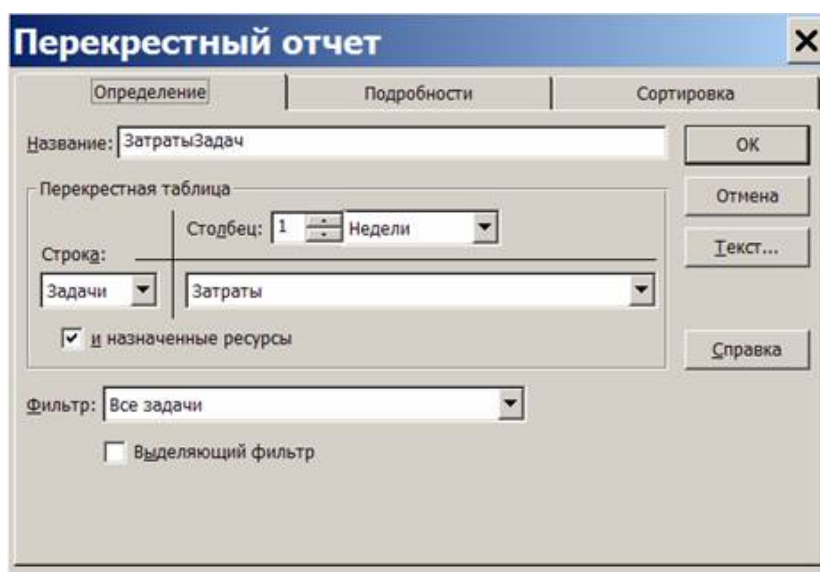 Перекрестный отчет
Определение Подробности Сортировка
Название: ЗатратыЗадач OK
Перекрестная таблица Отмена
Столбец: 1 Недели Текст...
Строка:
Задачи Затраты
и назначенные ресурсы Справка
Фильтр: Все задачи
Выделяющий фильтр